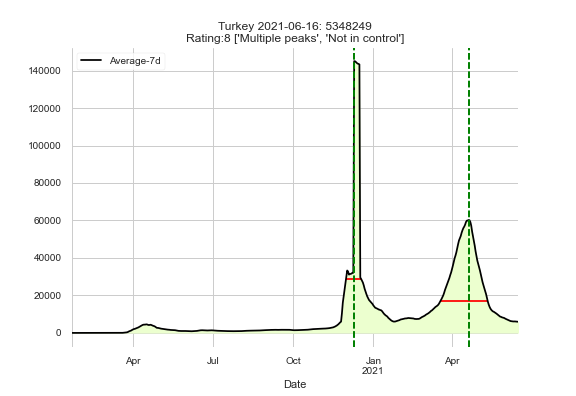 Turkey 2021-06-16: 5348249
Rating:8 ['Multiple peaks', 'Not in control']
Average-7d
140000
120000
100000
80000
60000
40000
20000
0
Apr Jul Oct Jan Apr
2021
Date